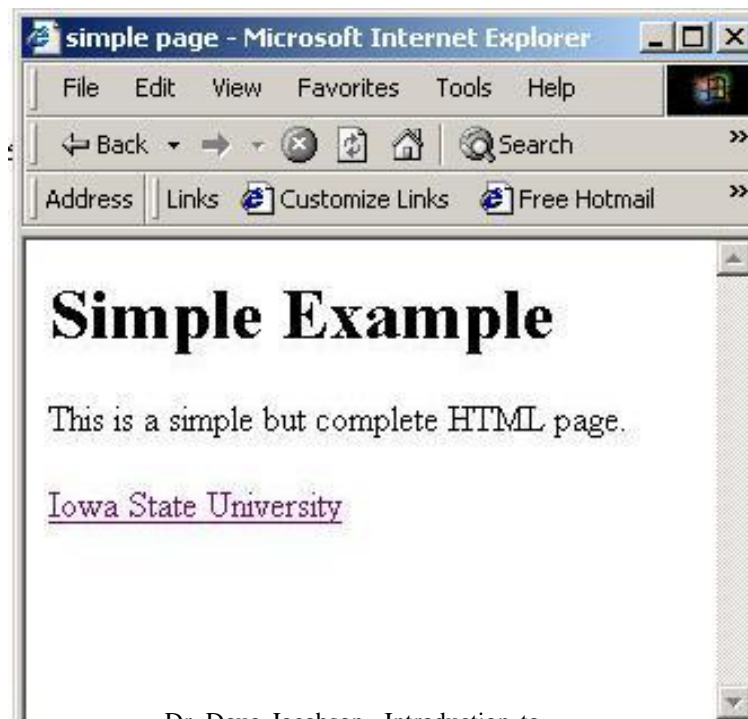 simple page - Microsoft Internet Explorer
File Edit View Favorites Tools Help
Back Search »
Address Links Customize Links Free Hotmail »
Simple Example
This is a simple but complete HTML page.
Iowa State University
Dr. Doug Jacobson - Introduction to